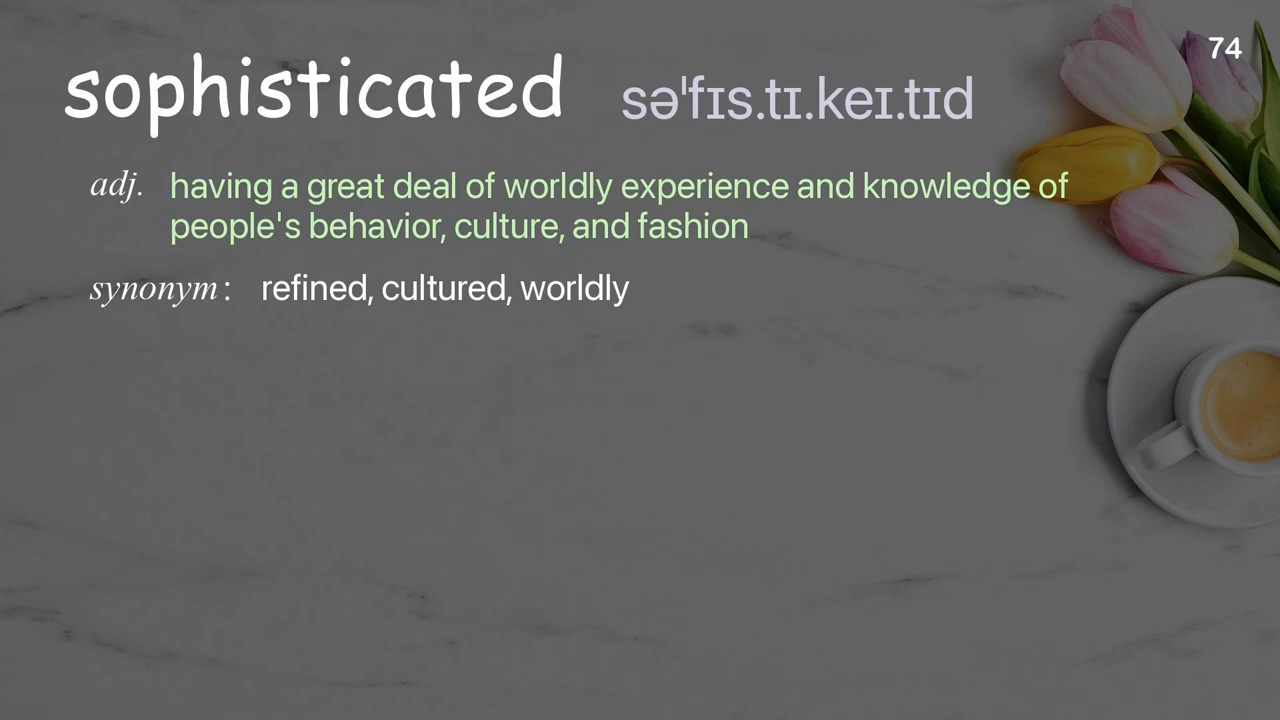 74
sophisticated səˈfɪs.tɪ.keɪ.tɪd
adj. having a great deal of worldly experience and knowledge of
people's behavior, culture, and fashion
synonym: refined, cultured, worldly